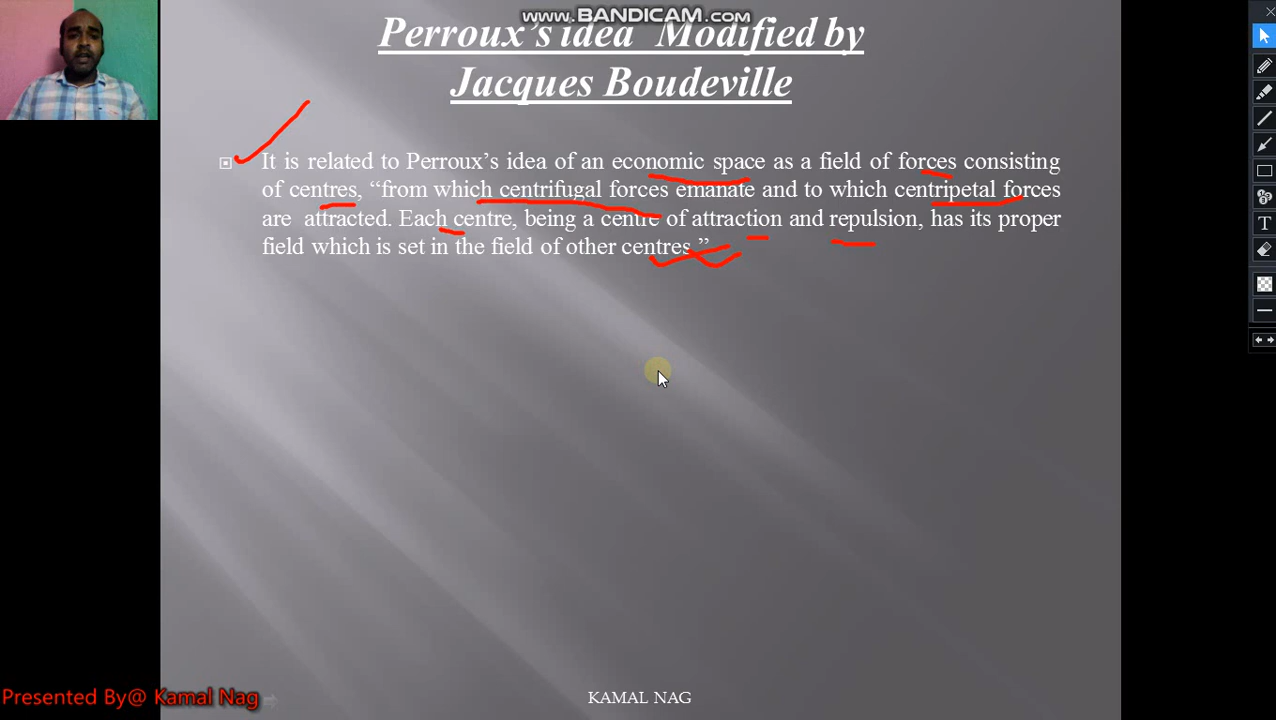 www.BANDICAM.com
Perroux's idea Modified by
Jacques Boudeville
It is related to Perroux's idea of an economic space as a field of forces consisting
of centres, “from which centrifugal forces emanate and to which centripetal forces
are attracted. Each centre, being a centre of attraction and repulsion, has its proper
field which is set in the field of other centres.”
Presented By@ Kamal Nag
KAMAL NAG